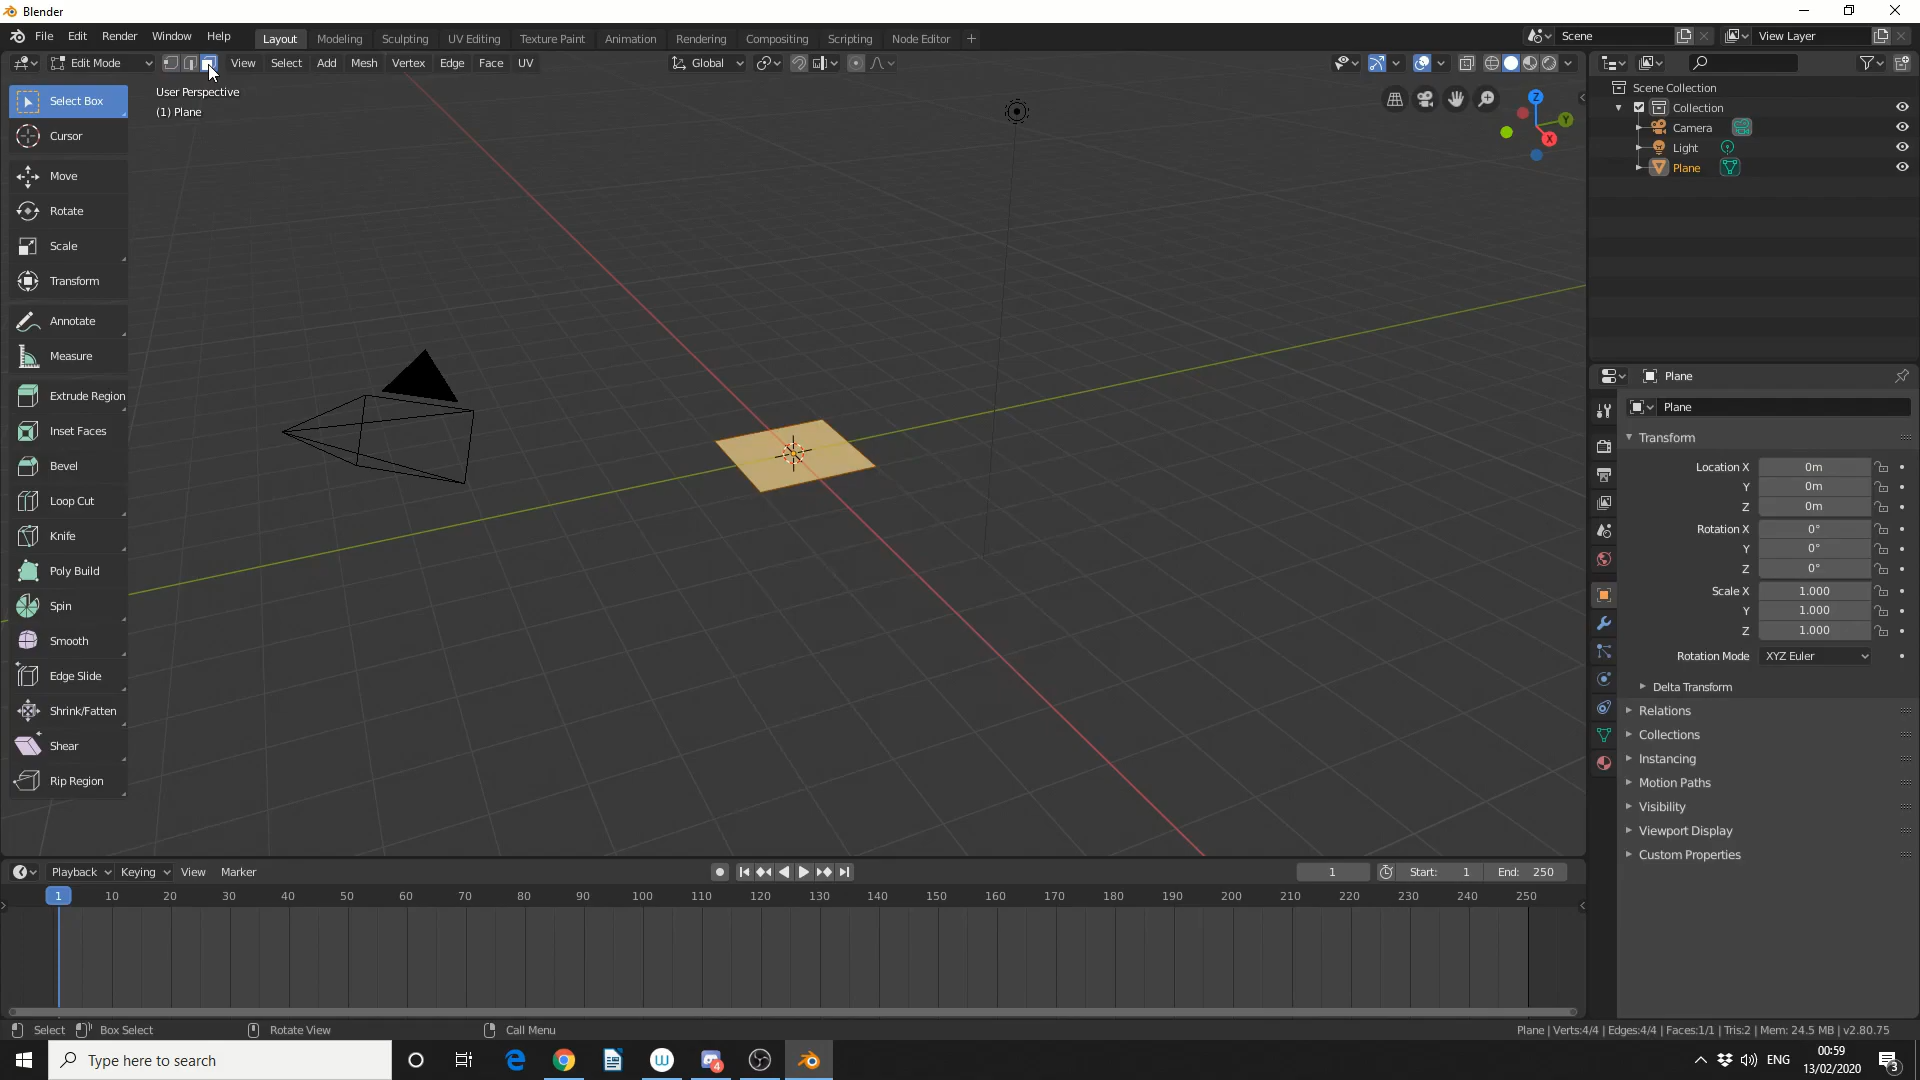 Blender
File Edit Render Window Help
Layout Modeling Sculpting UV Editing Texture Paint Animation Rendering Compositing Scripting Node Editor +
Scene View Layer
Edit Mode View Select Add Mesh Vertex Edge Face UV Global
User Perspective
(1) Plane
Select Box
Cursor
Move
Rotate
Scale
Transform
Annotate
Measure
Extrude Region
Inset Faces
Bevel
Loop Cut
Knife
Poly Build
Spin
Smooth
Edge Slide
Shrink/Fatten
Shear
Rip Region
Z
Y
X
Scene Collection
Collection
Camera
Light
Plane
Plane
Plane
Transform
Location X 0m
Y 0m
Z 0m
Rotation X 0°
Y 0°
Z 0°
Scale X 1.000
Y 1.000
Z 1.000
Rotation Mode XYZ Euler
Delta Transform
Relations
Collections
Instancing
Motion Paths
Visibility
Viewport Display
Custom Properties
Playback Keying View Marker 1 Start: 1 End: 250
1 10 20 30 40 50 60 70 80 90 100 110 120 130 140 150 160 170 180 190 200 210 220 230 240 250
Select Box Select Rotate View Call Menu Plane | Verts:4/4 | Edges:4/4 | Faces:1/1 | Tris:2 | Mem: 24.5 MB | v2.80.75
Type here to search W 4 ENG 00:59
13/02/2020 3